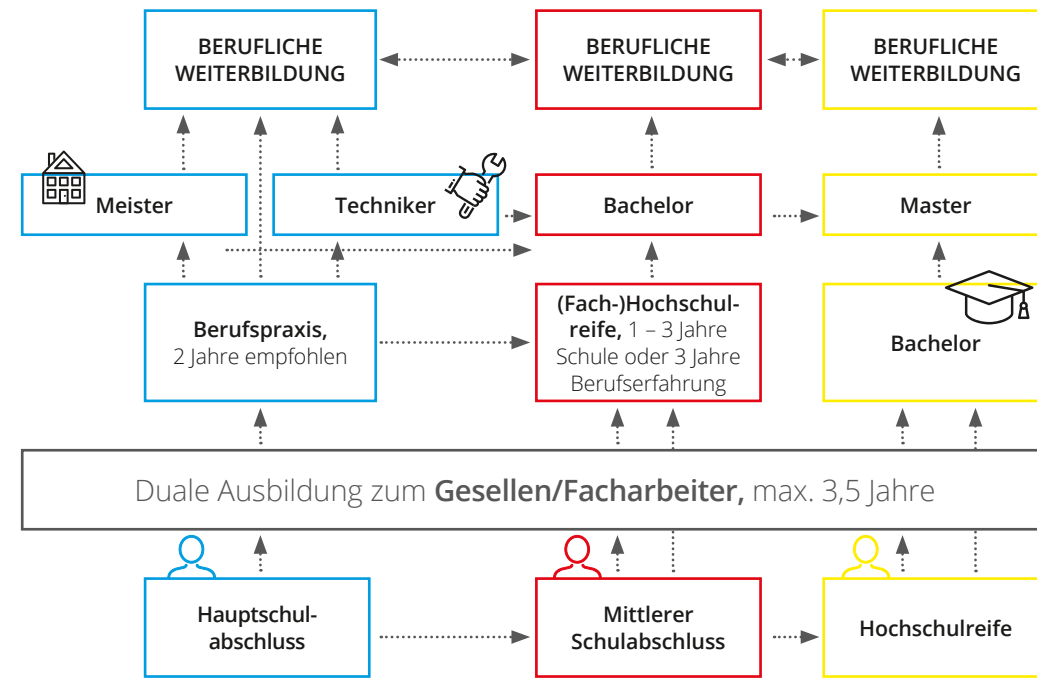 BERUFLICHE
WEITERBILDUNG
BERUFLICHE
WEITERBILDUNG
BERUFLICHE
WEITERBILDUNG
Meister
Techniker
Bachelor
Master
Berufspraxis,
2 Jahre empfohlen
(Fach-)Hochschul-
reife, 1 – 3 Jahre
Schule oder 3 Jahre
Berufserfahrung
Bachelor
Duale Ausbildung zum Gesellen/Facharbeiter, max. 3,5 Jahre
Hauptschul-
abschluss
Mittlerer
Schulabschluss
Hochschulreife